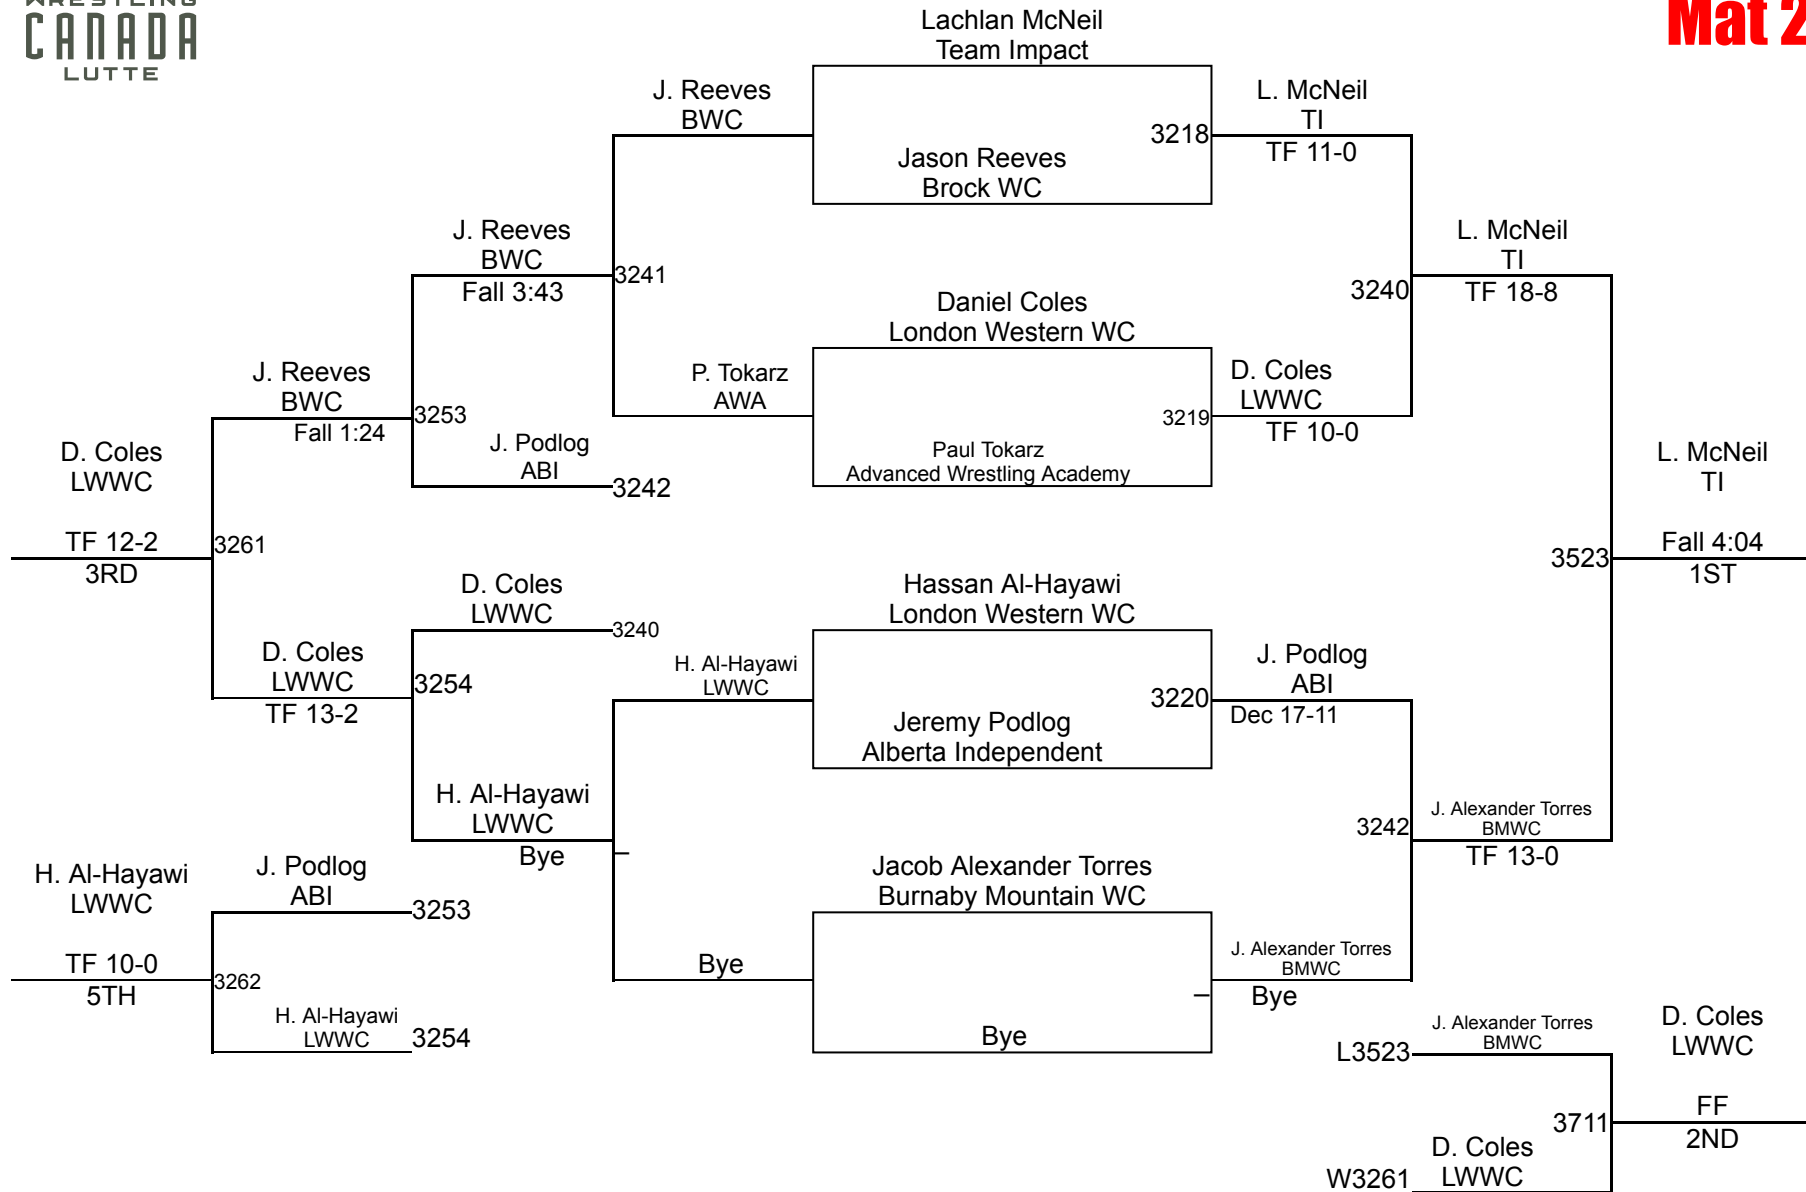 WRESTLING
CANADA
LUTTE
Mat 2
Lachlan McNeil
Team Impact
J. Reeves
BWC
L. McNeil
TI
3218
TF 11-0
Jason Reeves
Brock WC
J. Reeves
BWC
Fall 3:43
3241
L. McNeil
TI
TF 18-8
3240
Daniel Coles
London Western WC
J. Reeves
BWC
Fall 1:24
3253
P. Tokarz
AWA
D. Coles
LWWC
3219
TF 10-0
J. Podlog
ABI
3242
Paul Tokarz
Advanced Wrestling Academy
D. Coles
LWWC
TF 12-2
3RD
3261
L. McNeil
TI
Fall 4:04
1ST
3523
D. Coles
LWWC
3240
Hassan Al-Hayawi
London Western WC
D. Coles
LWWC
TF 13-2
3254
H. Al-Hayawi
LWWC
J. Podlog
ABI
3220
Dec 17-11
Jeremy Podlog
Alberta Independent
H. Al-Hayawi
LWWC
Bye
3242
J. Alexander Torres
BMWC
TF 13-0
H. Al-Hayawi
LWWC
TF 10-0
5TH
J. Podlog
ABI
3253
Jacob Alexander Torres
Burnaby Mountain WC
3262
Bye
J. Alexander Torres
BMWC
Bye
H. Al-Hayawi
LWWC
3254
Bye
L3523
J. Alexander Torres
BMWC
D. Coles
LWWC
3711
FF
2ND
W3261
D. Coles
LWWC